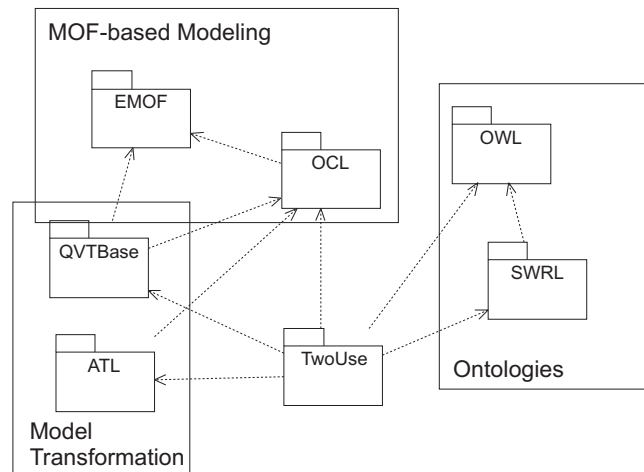 MOF-based Modeling
EMOF
OCL
OWL
QVTBase
SWRL
ATL
TwoUse
Ontologies
Model
Transformation